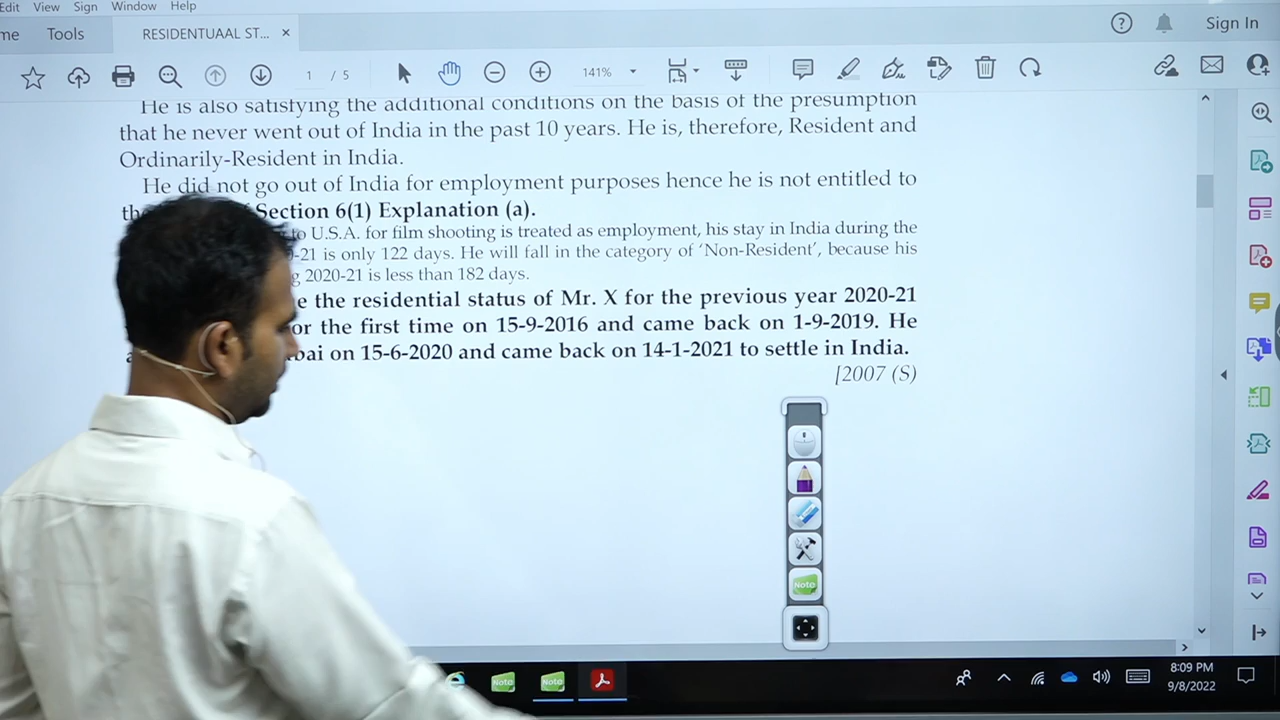 Edit View Sign Window Help
me Tools RESIDENTUAAL ST... × ? Sign In
1 / 5 141%
He is also satisfying the additional conditions on the basis of the presumption
that he never went out of India in the past 10 years. He is, therefore, Resident and
Ordinarily-Resident in India.
He did not go out of India for employment purposes hence he is not entitled to
Section 6(1) Explanation (a).
to U.S.A. for film shooting is treated as employment, his stay in India during the
-21 is only 122 days. He will fall in the category of ‘Non-Resident’, because his
2020-21 is less than 182 days.
e the residential status of Mr. X for the previous year 2020-21
or the first time on 15-9-2016 and came back on 1-9-2019. He
bai on 15-6-2020 and came back on 14-1-2021 to settle in India.
[2007 (S)
Note
Note Note
8:09 PM
9/8/2022